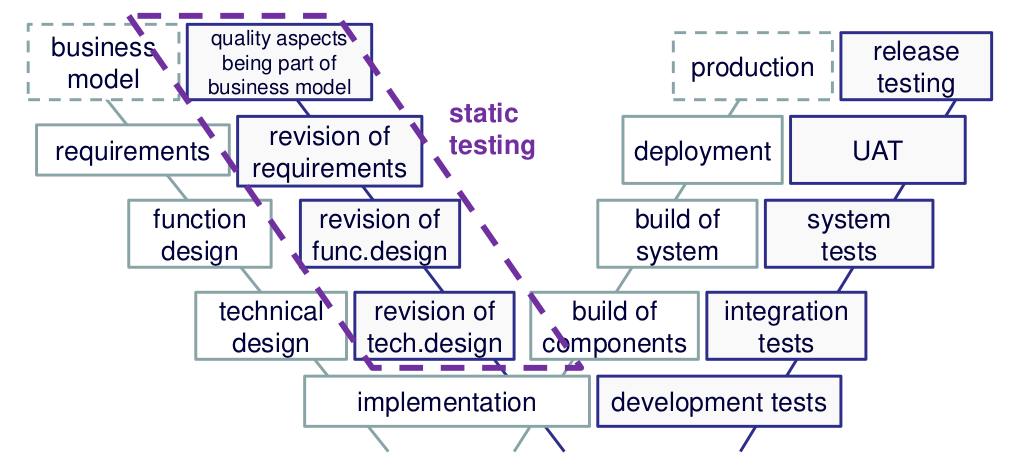 business
model
quality aspects
being part of
business model
static
testing
production
release
testing
requirements
revision of
requirements
deployment
UAT
function
design
revision of
func.design
build of
system
system
tests
technical
design
revision of
tech.design
build of
components
integration
tests
implementation
development tests